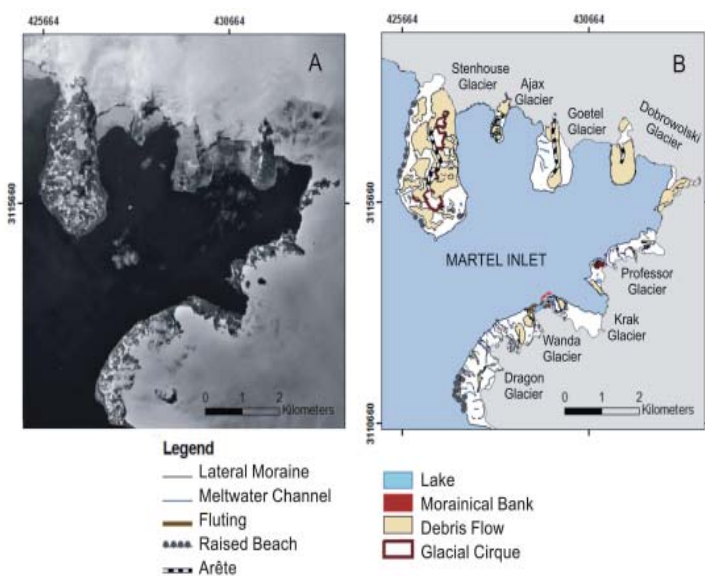 425664
430664
425664
430664
A
B
Stenhouse
Glacier
Ajax
Glacier
Goetel
Glacier
Dobrowolski
Glacier
3115660
3115660
MARTEL INLET
Professor
Glacier
Krak
Glacier
Wanda
Glacier
Dragon
Glacier
0 1 2
Kilometers
0 1 2
Kilometers
3110660
Legend
Lateral Moraine
Meltwater Channel
Fluting
Raised Beach
Arête
Lake
Morainical Bank
Debris Flow
Glacial Cirque